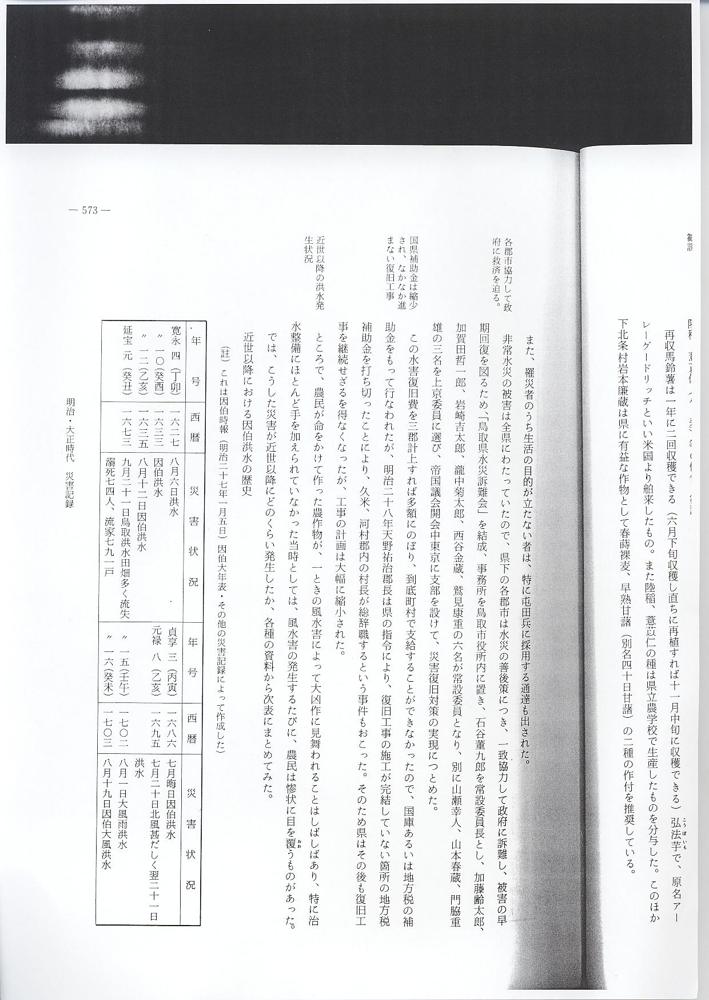 再収馬鈴薯は一年に二回収穫できる（六月下旬収穫し直ちに再植すれば十一月中旬に収穫できる）弘法芋で、原名アー
こうぼいも
レーグードリッチといい米国より舶来したもの。また陸稲、薏苡仁の種は県立農学校で生産したものを分与した。このほか
下北条村岩本廉蔵は県に有益な作物として春蒔裸麦、早熟甘藷（別名四十日甘藷）の二種の作付を推奨している。
また、罹災者のうち生活の目的が立たない者は、特に屯田兵に採用する通達も出された。
各郡市協力して政
府に救済を迫る。
非常水災の被害は全県にわたっていたので、県下の各郡市は水災の善後策につき、一致協力して政府に訴難し、被害の早
期回復を図るため、「鳥取県水災訴難会」を結成、事務所を鳥取市役所内に置き、石谷董九郎を常設委員長とし、加藤齢太郎、
加賀田哲一郎、岩崎吉太郎、瀧中菊太郎、西谷金蔵、鷲見康重の六名が常設委員となり、別に山瀬幸人、山本春蔵、門脇重
雄の三名を上京委員に選び、帝国議会開会中東京に支部を設けて、災害復旧対策の実現につとめた。
国県補助金は縮少
され、なかなか進
まない復旧工事
この水害復旧費を三郡計上すれば多額にのぼり、到底町村で支給することができなかったので、国庫あるいは地方税の補
助金をもって行なわれたが、明治二十八年天野祐治郡長は県の指令により、復旧工事の施工が完結していない箇所の地方税
補助金を打ち切ったことにより、久米、河村郡内の村長が総辞職するという事件もおこった。そのため県はその後も復旧工
事を継続せざるを得なくなったが、工事の計画は大幅に縮小された。
近世以降の洪水発
生状況
ところで、農民が命をかけて作った農作物が、一ときの風水害によって大凶作に見舞われることはしばしばあり、特に治
水整備にほとんど手を加えられていなかった当時としては、風水害の発生するたびに、農民は惨状に目を覆うものがあった。
おお
では、こうした災害が近世以降にどのくらい発生したか、各種の資料から次表にまとめてみた。
近世以降における因伯洪水の歴史
（註）これは因伯時報（明治二十七年一月五日）因伯大年表・その他の災害記録によって作成した）
年号 西暦 災害状況 年号 西暦 災害状況
寛永 四（丁卯） 一六二七 八月六日洪水
〃 一〇（癸酉） 一六三三 因伯洪水
〃 一二（乙亥） 一六三五 八月十二日因伯洪水
延宝 元（癸丑） 一六七三 九月二十一日鳥取洪水田畑多く流失
溺死七四人、流家七九一戸
貞享 三（丙寅） 一六八六 七月晦日因伯洪水
元禄 八（乙亥） 一六九五 七月二十日北風甚だしく翌二十一日
洪水
〃 一五（壬午） 一七〇二 八月一日大風雨洪水
〃 一六（癸未） 一七〇三 八月十九日因伯大風洪水
明治・大正時代 災害記録
― 573 ―